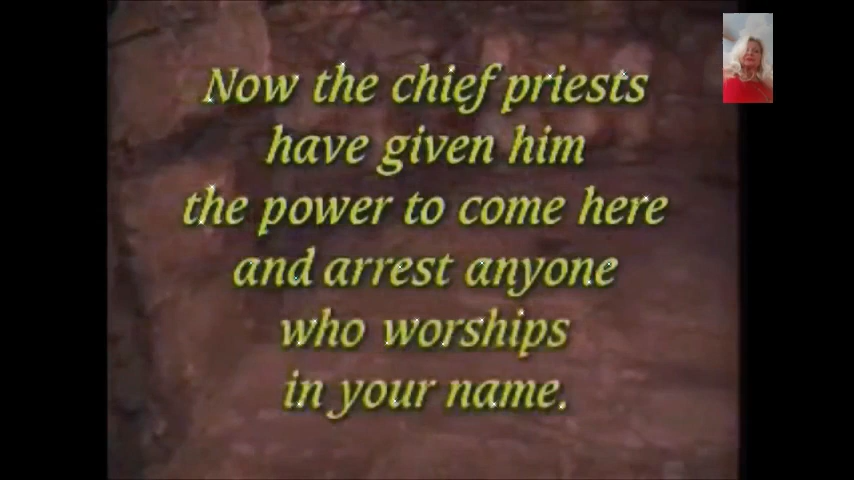 Now the chief priests
have given him
the power to come here
and arrest anyone
who worships
in your name.